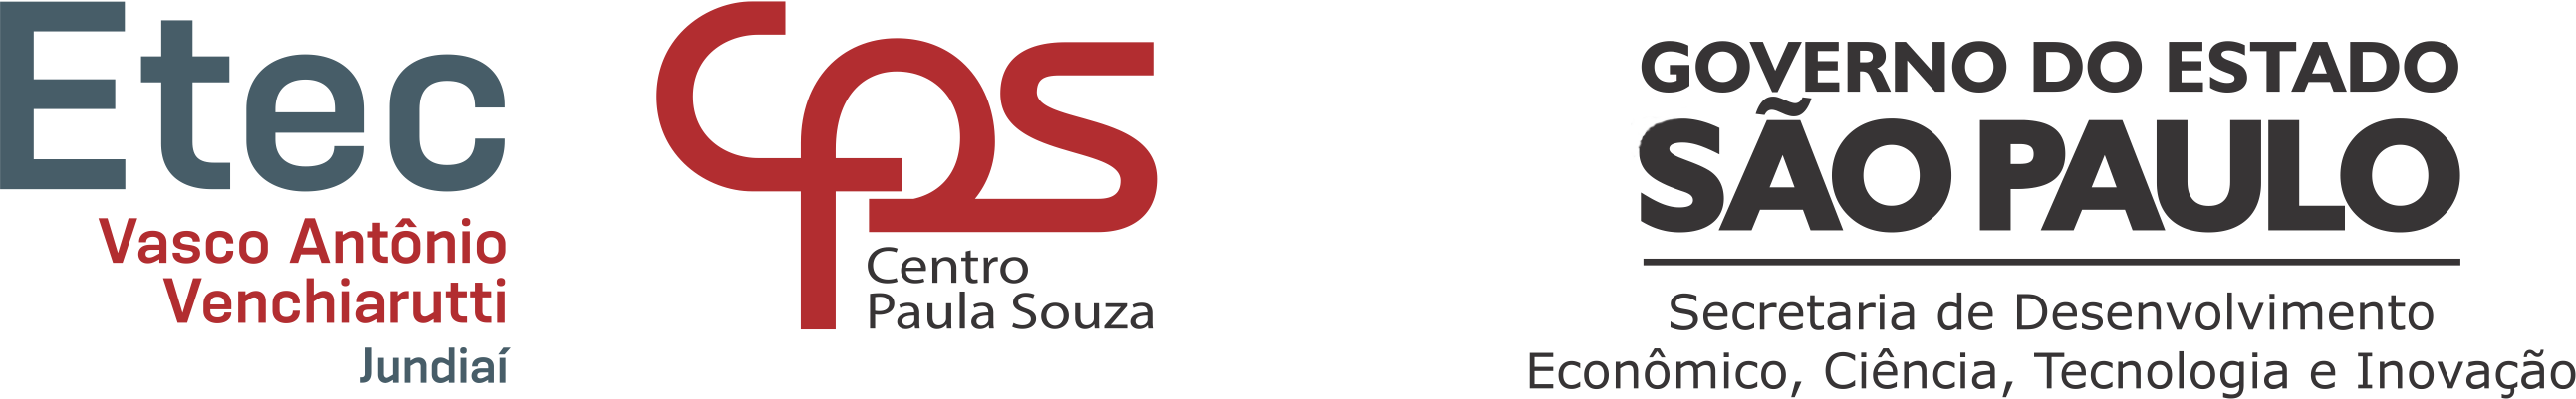 Etec
Vasco Antônio
Venchiarutti
Jundiaí
cps
Centro
Paula Souza
GOVERNO DO ESTADO
SÃO PAULO
Secretaria de Desenvolvimento
Econômico, Ciência, Tecnologia e Inovação